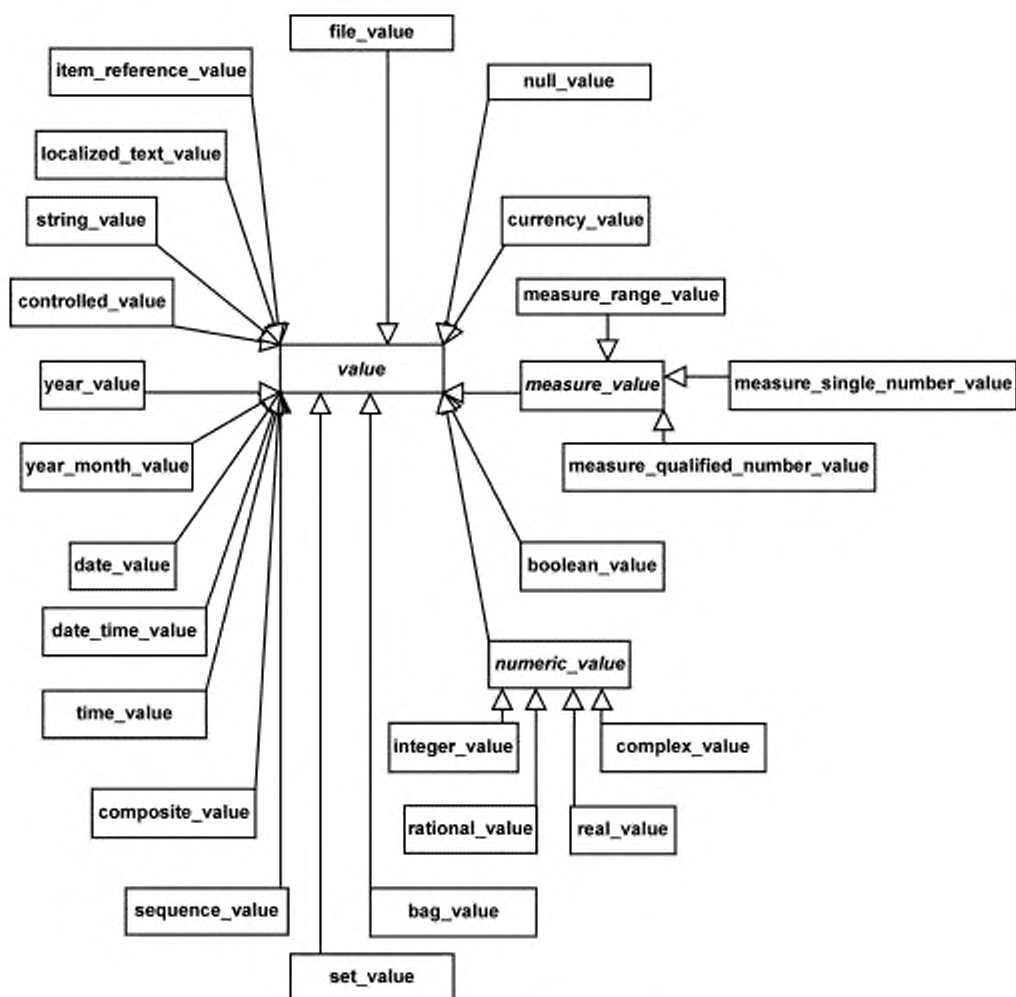 file_value
item_reference_value
null_value
localized_text_value
string_value
currency_value
controlled_value
measure_range_value
value
year_value
measure_value
measure_single_number_value
year_month_value
measure_qualified_number_value
date_value
boolean_value
date_time_value
numeric_value
time_value
integer_value
complex_value
composite_value
rational_value
real_value
sequence_value
bag_value
set_value